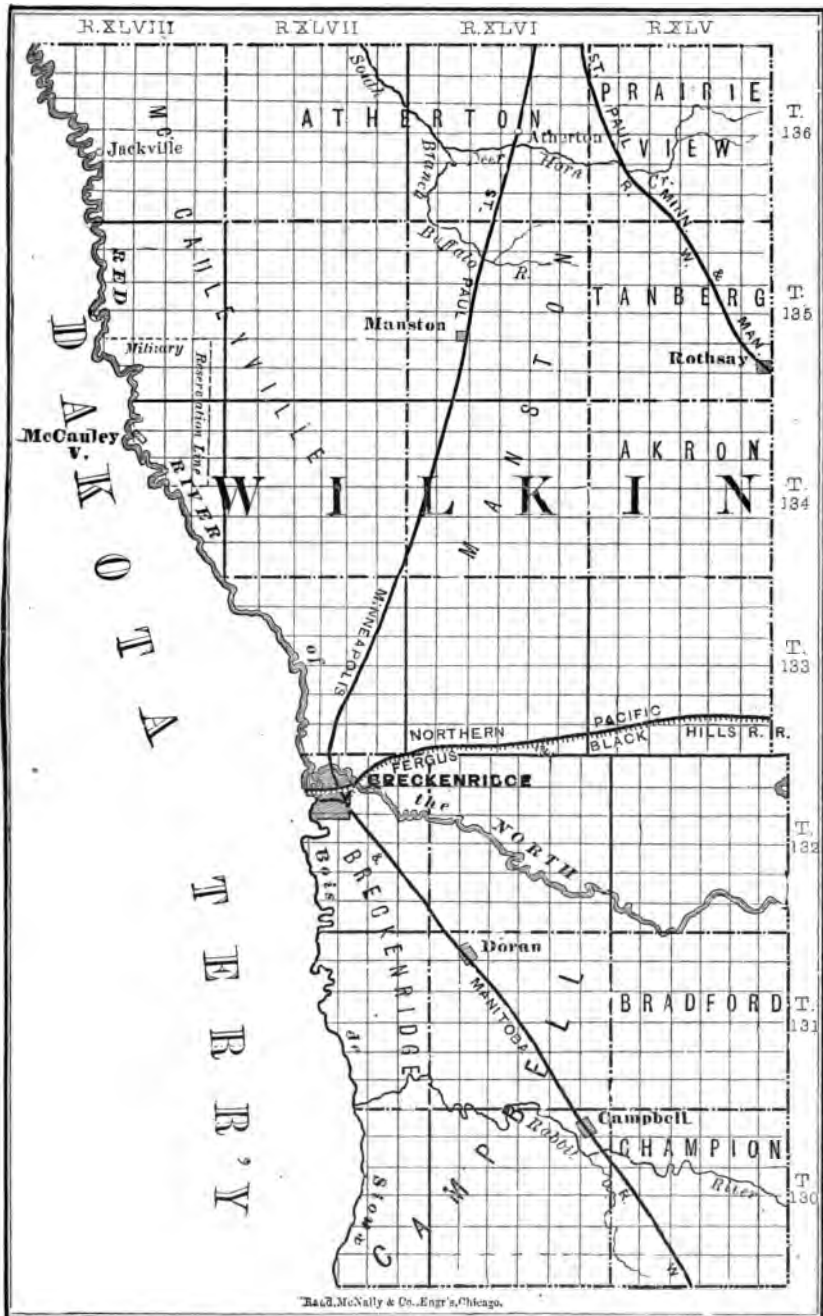 R.XLVIII R.XLVII R.XLVI R.XLV
T. 136
T. 135
T. 134
T. 133
T. 132
T. 131
T. 130
PRAIRIE VIEW
ATHERTON
Atherton
South Branch Buffalo R.
Deer Horn Cr.
ST. PAUL MINN. & MAN. R. W.
McCAULEYVILLE
Jackville
TANBERG
Rothsay
Manston
MANSTON
ST. PAUL MINNEAPOLIS & MANITOBA R. W.
Military Reservation Line
McCauley V.
AKRON
WILKIN
RED RIVER of the NORTH
DAKOTA TERR'Y
NORTHERN PACIFIC
FERGUS
BLACK HILLS R. R.
BRECKENRIDGE
BRECKENRIDGE
Bois de Sioux
Doran
BRADFORD
CAMPBELL
Campbell
Rabbit River
CHAMPION
Rand, McNally & Co., Engr's, Chicago.